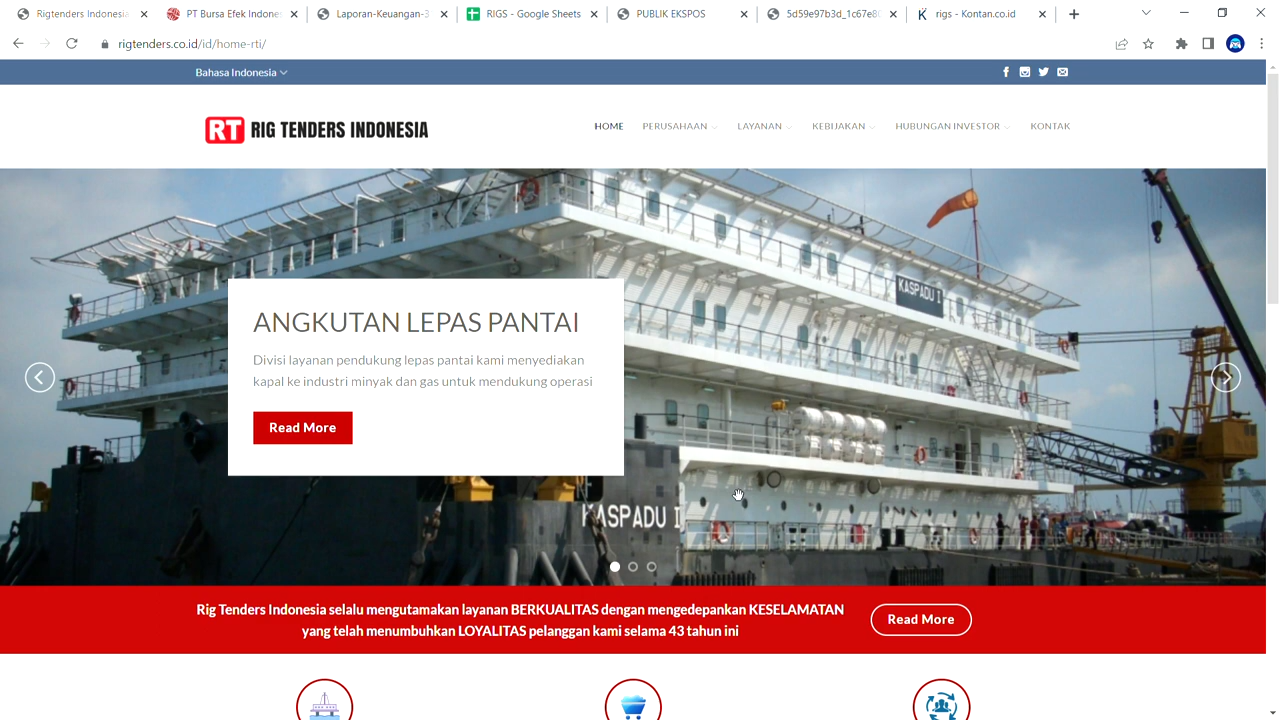 Rigtenders Indonesia
PT Bursa Efek Indones
Laporan-Keuangan-3
RIGS - Google Sheets
PUBLIK EKSPOS
5d59e97b3d_1c67e80
rigs - Kontan.co.id
rigtenders.co.id/id/home-rti/
Bahasa Indonesia
RT RIG TENDERS INDONESIA
HOME
PERUSAHAAN
LAYANAN
KEBIJAKAN
HUBUNGAN INVESTOR
KONTAK
KASPADU I
ANGKUTAN LEPAS PANTAI
Divisi layanan pendukung lepas pantai kami menyediakan
kapal ke industri minyak dan gas untuk mendukung operasi
Read More
KASPADU I
Rig Tenders Indonesia selalu mengutamakan layanan BERKUALITAS dengan mengedepankan KESELAMATAN
yang telah menumbuhkan LOYALITAS pelanggan kami selama 43 tahun ini
Read More